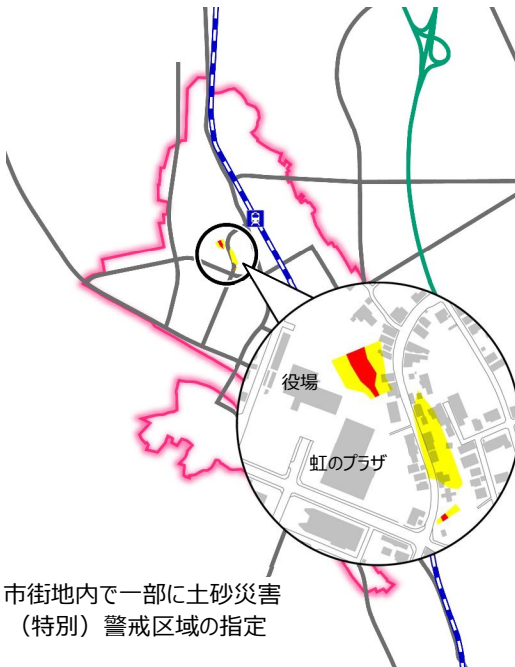 役場
虹のプラザ
市街地内で一部に土砂災害
（特別）警戒区域の指定